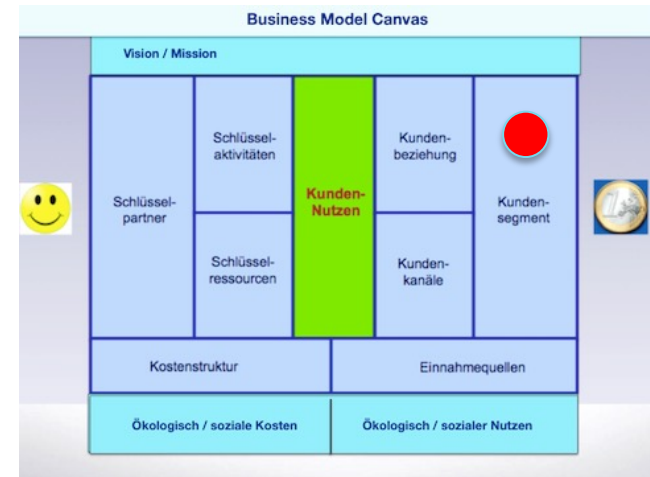 Business Model Canvas
Vision / Mission
Schlüssel-
partner
Schlüssel-
aktivitäten
Schlüssel-
ressourcen
Kunden-
Nutzen
Kunden-
beziehung
Kunden-
kanäle
Kunden-
segment
Kostenstruktur
Einnahmequellen
Ökologisch / soziale Kosten
Ökologisch / sozialer Nutzen